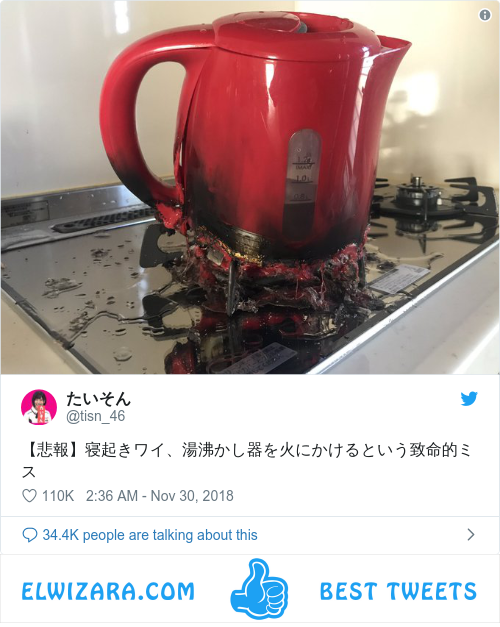 1.0L
たいそん
@tisn_46
【悲報】寝起きワイ、湯沸かし器を火にかけるという致命的ミ
ス
110K 2:36 AM - Nov 30, 2018
34.4K people are talking about this
ELWIZARA.COM BEST TWEETS